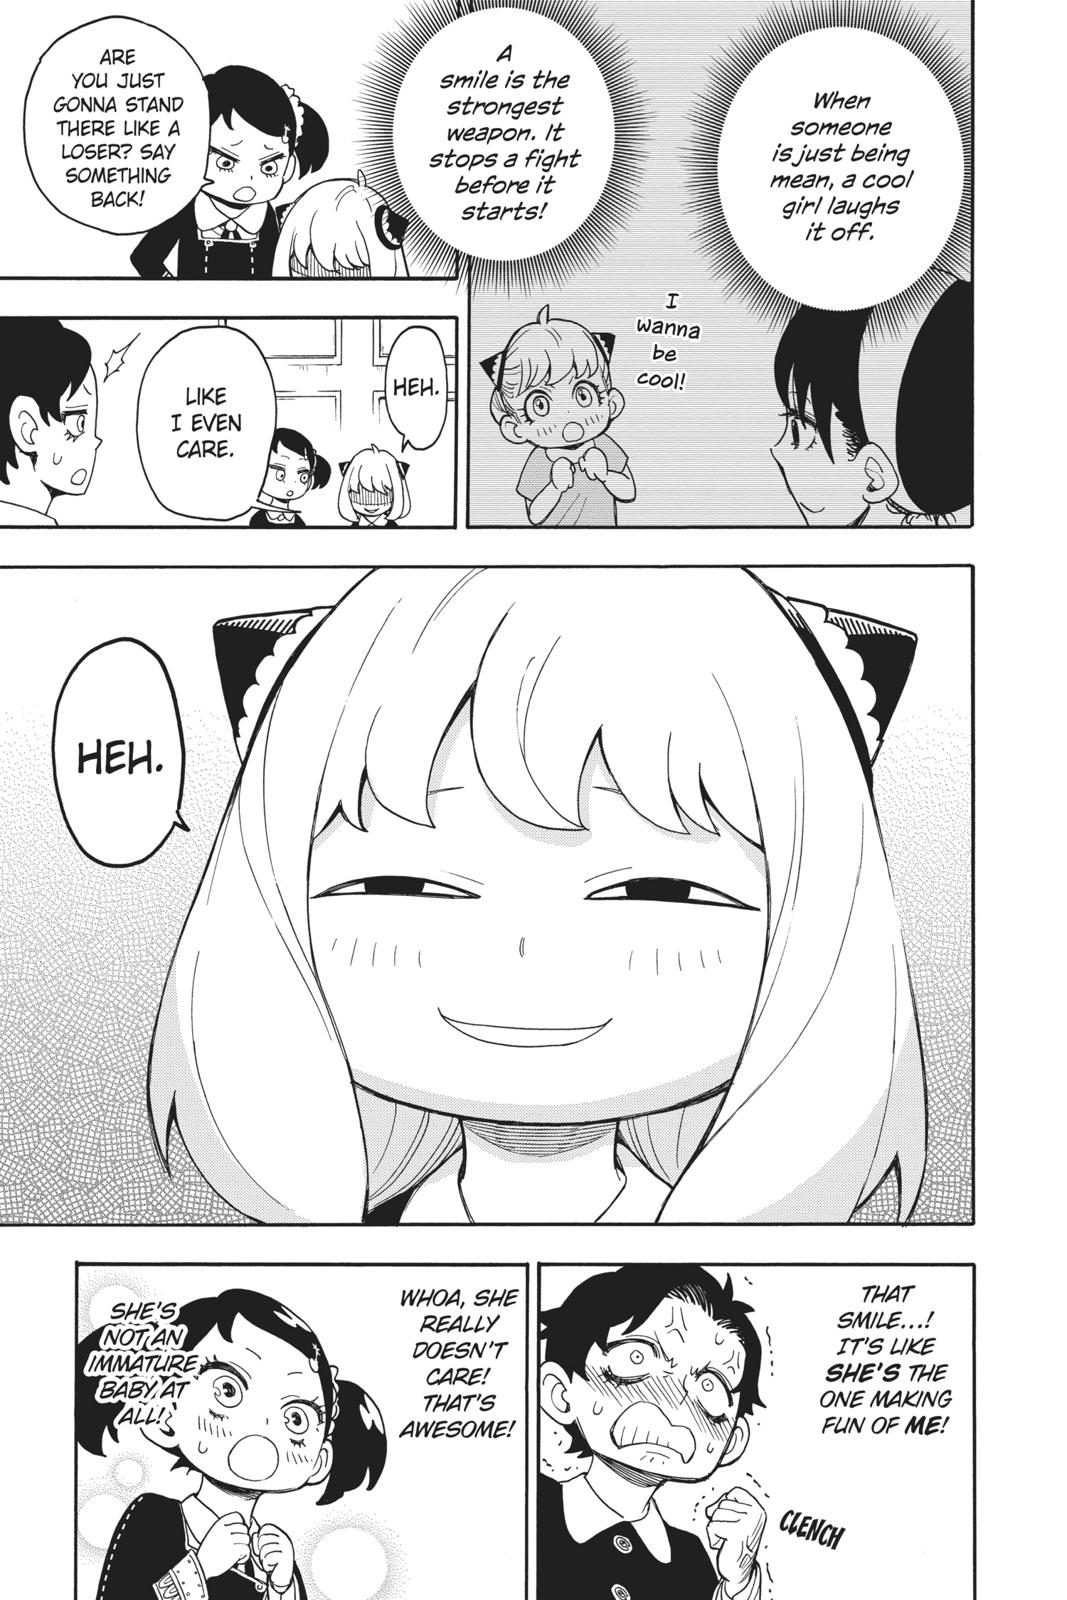 When
someone
is just being
mean, a cool
girl laughs
it off.
A
smile is the
strongest
weapon. It
stops a fight
before it
starts!
I
wanna
be
cool!
ARE
YOU JUST
GONNA STAND
THERE LIKE A
LOSER? SAY
SOMETHING
BACK!
HEH.
LIKE
I EVEN
CARE.
HEH.
THAT
SMILE...!
IT'S LIKE
SHE'S THE
ONE MAKING
FUN OF ME!
CLENCH
WHOA, SHE
REALLY
DOESN'T
CARE!
THAT'S
AWESOME!
SHE'S
NOT AN
IMMATURE
BABY AT
ALL!